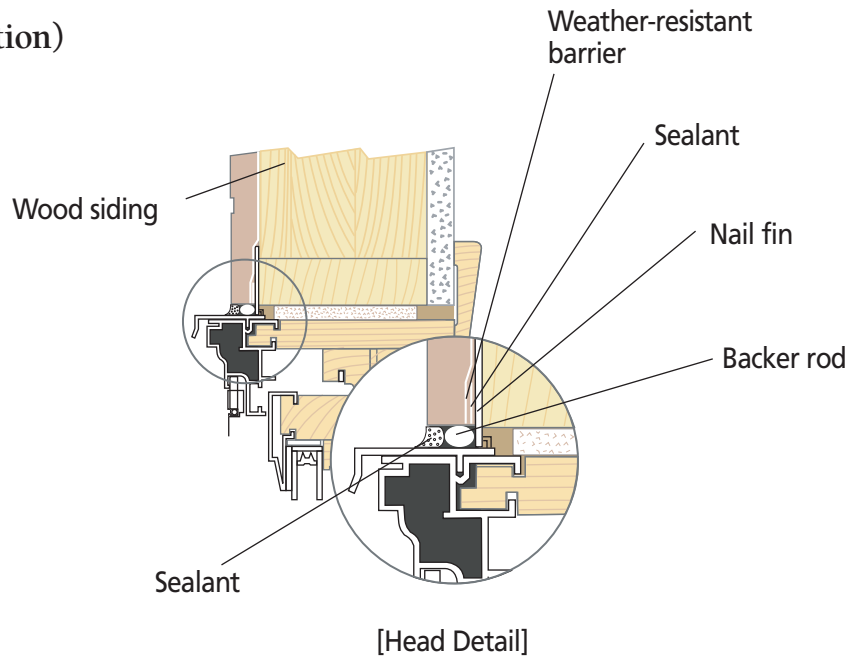 tion)
Weather-resistant
barrier
Sealant
Wood siding
Nail fin
Backer rod
Sealant
[Head Detail]